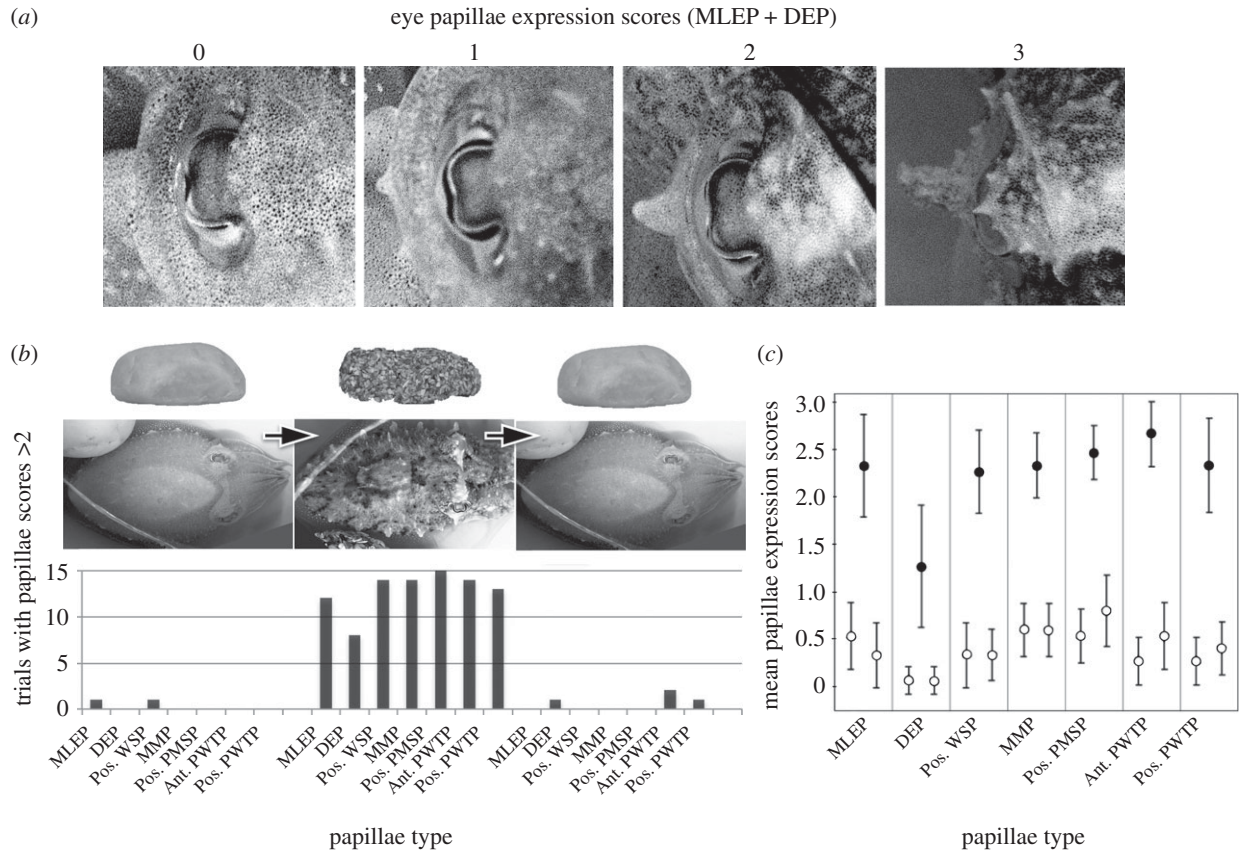 (a) eye papillae expression scores (MLEP + DEP)
0 1 2 3
(b)
trials with papillae scores >2
15
10
5
0
MLEP
DEP
Pos. WSP
MMP
Pos. PMSP
Ant. PWTP
Pos. PWTP
MLEP
DEP
Pos. WSP
MMP
Pos. PMSP
Ant. PWTP
Pos. PWTP
MLEP
DEP
Pos. WSP
MMP
Pos. PMSP
Ant. PWTP
Pos. PWTP
papillae type
(c)
mean papillae expression scores
3.0
2.5
2.0
1.5
1.0
0.5
0
MLEP
DEP
Pos. WSP
MMP
Pos. PMSP
Ant. PWTP
Pos. PWTP
papillae type